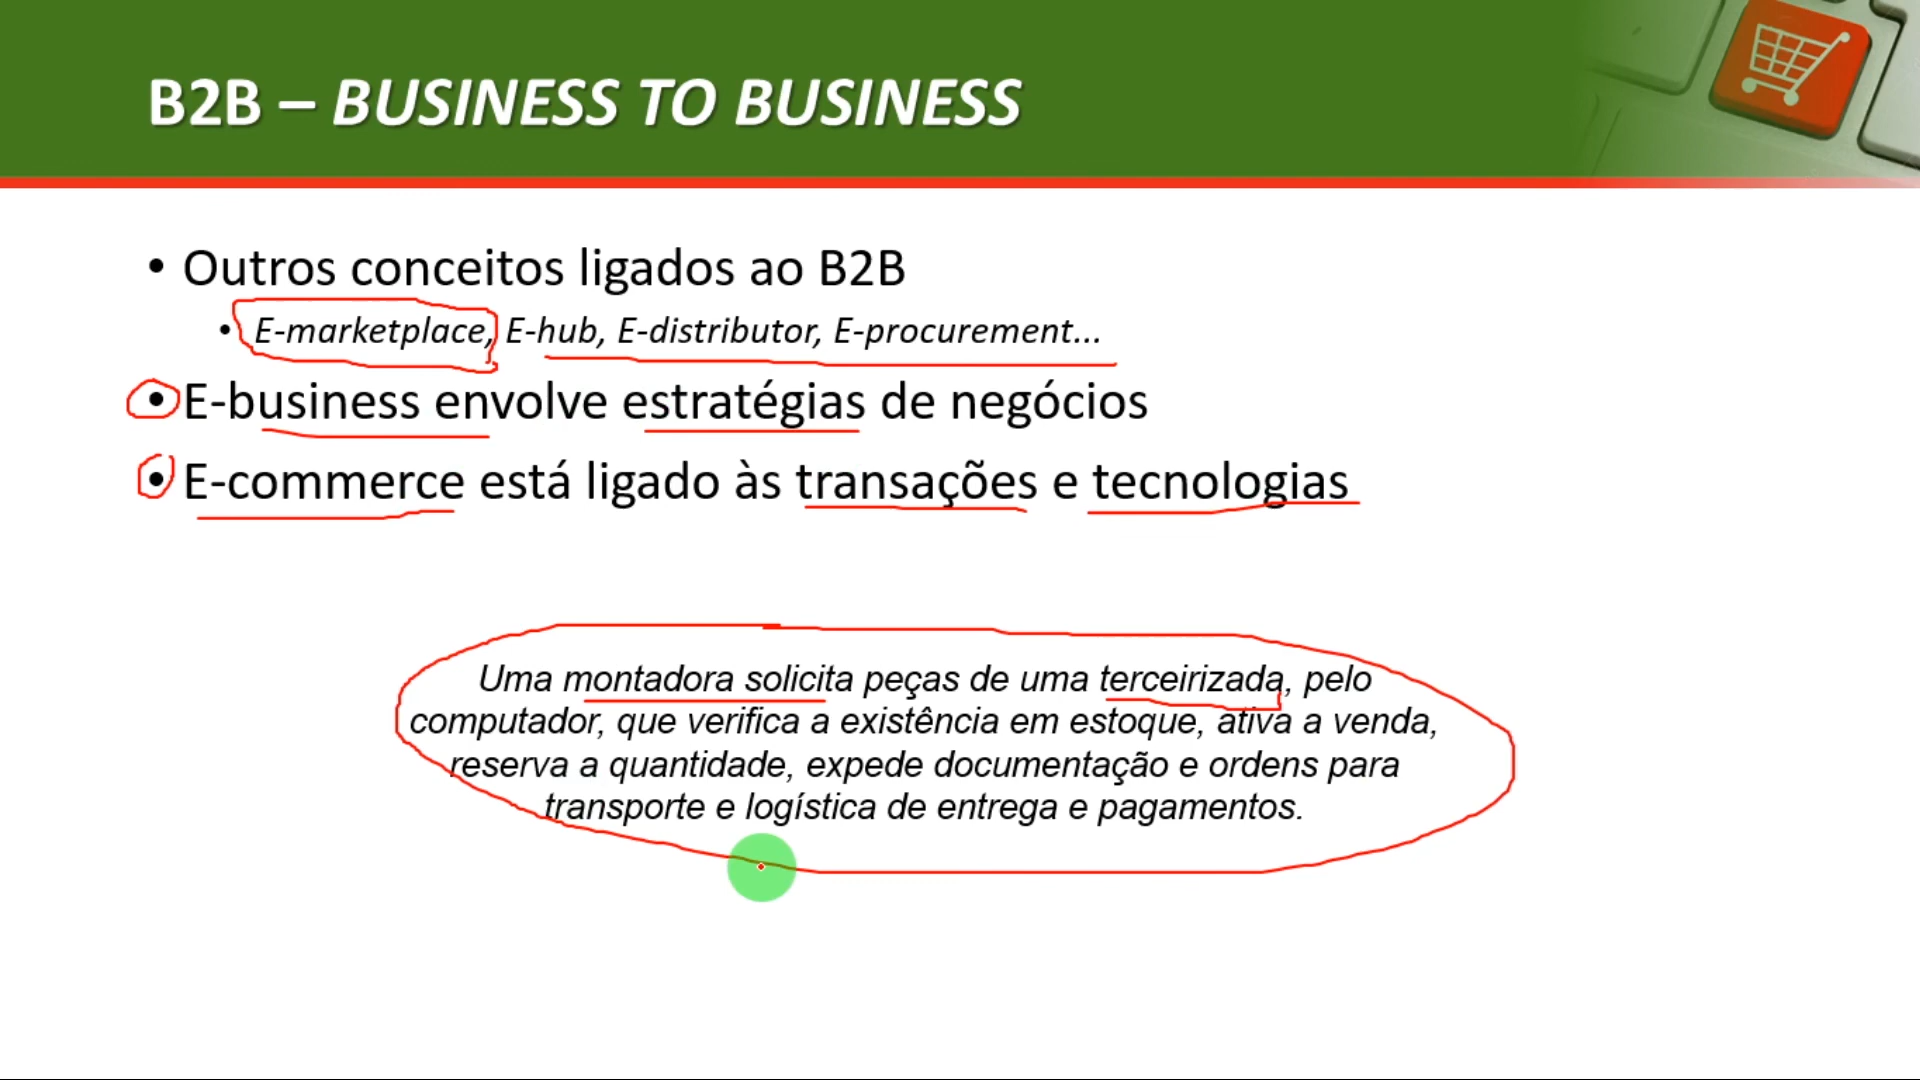 B2B – BUSINESS TO BUSINESS
• Outros conceitos ligados ao B2B
• E-marketplace, E-hub, E-distributor, E-procurement...
• E-business envolve estratégias de negócios
• E-commerce está ligado às transações e tecnologias
Uma montadora solicita peças de uma terceirizada, pelo
computador, que verifica a existência em estoque, ativa a venda,
reserva a quantidade, expede documentação e ordens para
transporte e logística de entrega e pagamentos.